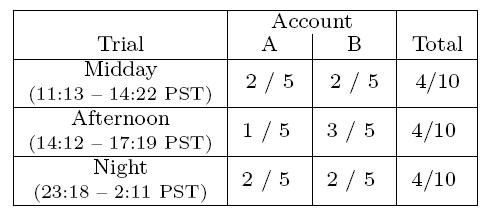 Account
Trial A B Total
Midday
(11:13 – 14:22 PST) 2 / 5 2 / 5 4/10
Afternoon
(14:12 – 17:19 PST) 1 / 5 3 / 5 4/10
Night
(23:18 – 2:11 PST) 2 / 5 2 / 5 4/10